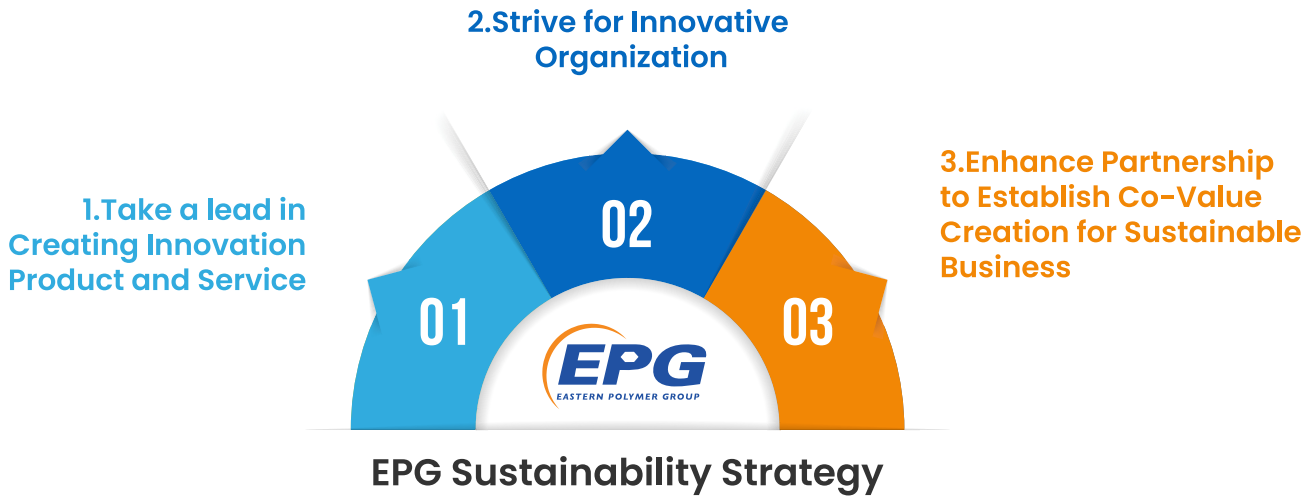 2.Strive for Innovative
Organization
1.Take a lead in
Creating Innovation
Product and Service
3.Enhance Partnership
to Establish Co-Value
Creation for Sustainable
Business
01
02
03
EPG
EASTERN POLYMER GROUP
EPG Sustainability Strategy